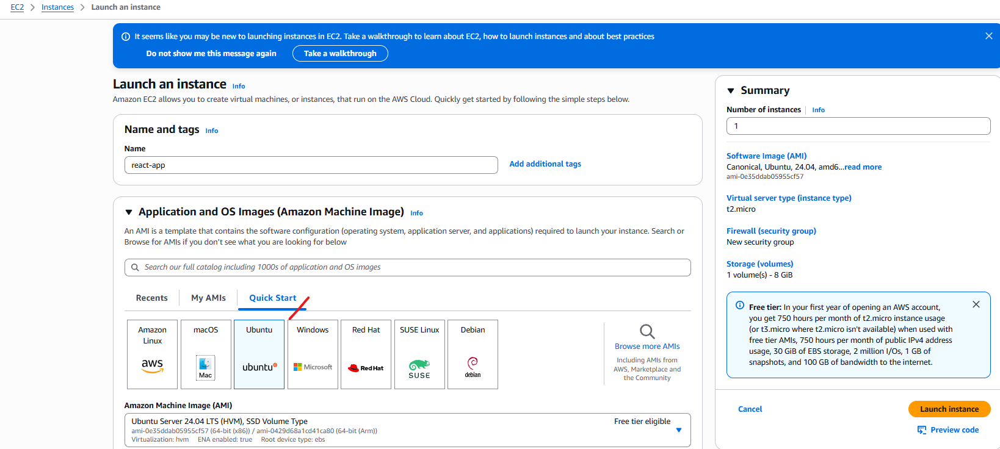 EC2 > Instances > Launch an instance
It seems like you may be new to launching instances in EC2. Take a walkthrough to learn about EC2, how to launch instances and about best practices
Do not show me this message again
Take a walkthrough
Launch an instance Info
Amazon EC2 allows you to create virtual machines, or instances, that run on the AWS Cloud. Quickly get started by following the simple steps below.
Name and tags Info
Name
react-app
Add additional tags
Application and OS Images (Amazon Machine Image) Info
An AMI is a template that contains the software configuration (operating system, application server, and applications) required to launch your instance. Search or
Browse for AMIs if you don’t see what you are looking for below
Search our full catalog including 1000s of application and OS images
Recents
My AMIs
Quick Start
Amazon
Linux
aws
macOS
Mac
Ubuntu
ubuntu
Windows
Microsoft
Red Hat
Red Hat
SUSE Linux
SUSE
Debian
debian
Browse more AMIs
Including AMIs from
AWS, Marketplace and
the Community
Amazon Machine Image (AMI)
Ubuntu Server 24.04 LTS (HVM), SSD Volume Type
Free tier eligible
ami-0e35ddab05955cf57 (64-bit (x86)) / ami-0429d68a1cd41ca80 (64-bit (Arm))
Virtualization: hvm ENA enabled: true Root device type: ebs
Summary
Number of instances Info
1
Software Image (AMI)
Canonical, Ubuntu, 24.04, amd6...read more
ami-0e35ddab05955cf57
Virtual server type (instance type)
t2.micro
Firewall (security group)
New security group
Storage (volumes)
1 volume(s) - 8 GiB
Free tier: In your first year of opening an AWS account,
you get 750 hours per month of t2.micro instance usage
(or t3.micro where t2.micro isn't available) when used with
free tier AMIs, 750 hours per month of public IPv4 address
usage, 30 GiB of EBS storage, 2 million I/Os, 1 GB of
snapshots, and 100 GB of bandwidth to the internet.
Cancel
Launch instance
Preview code